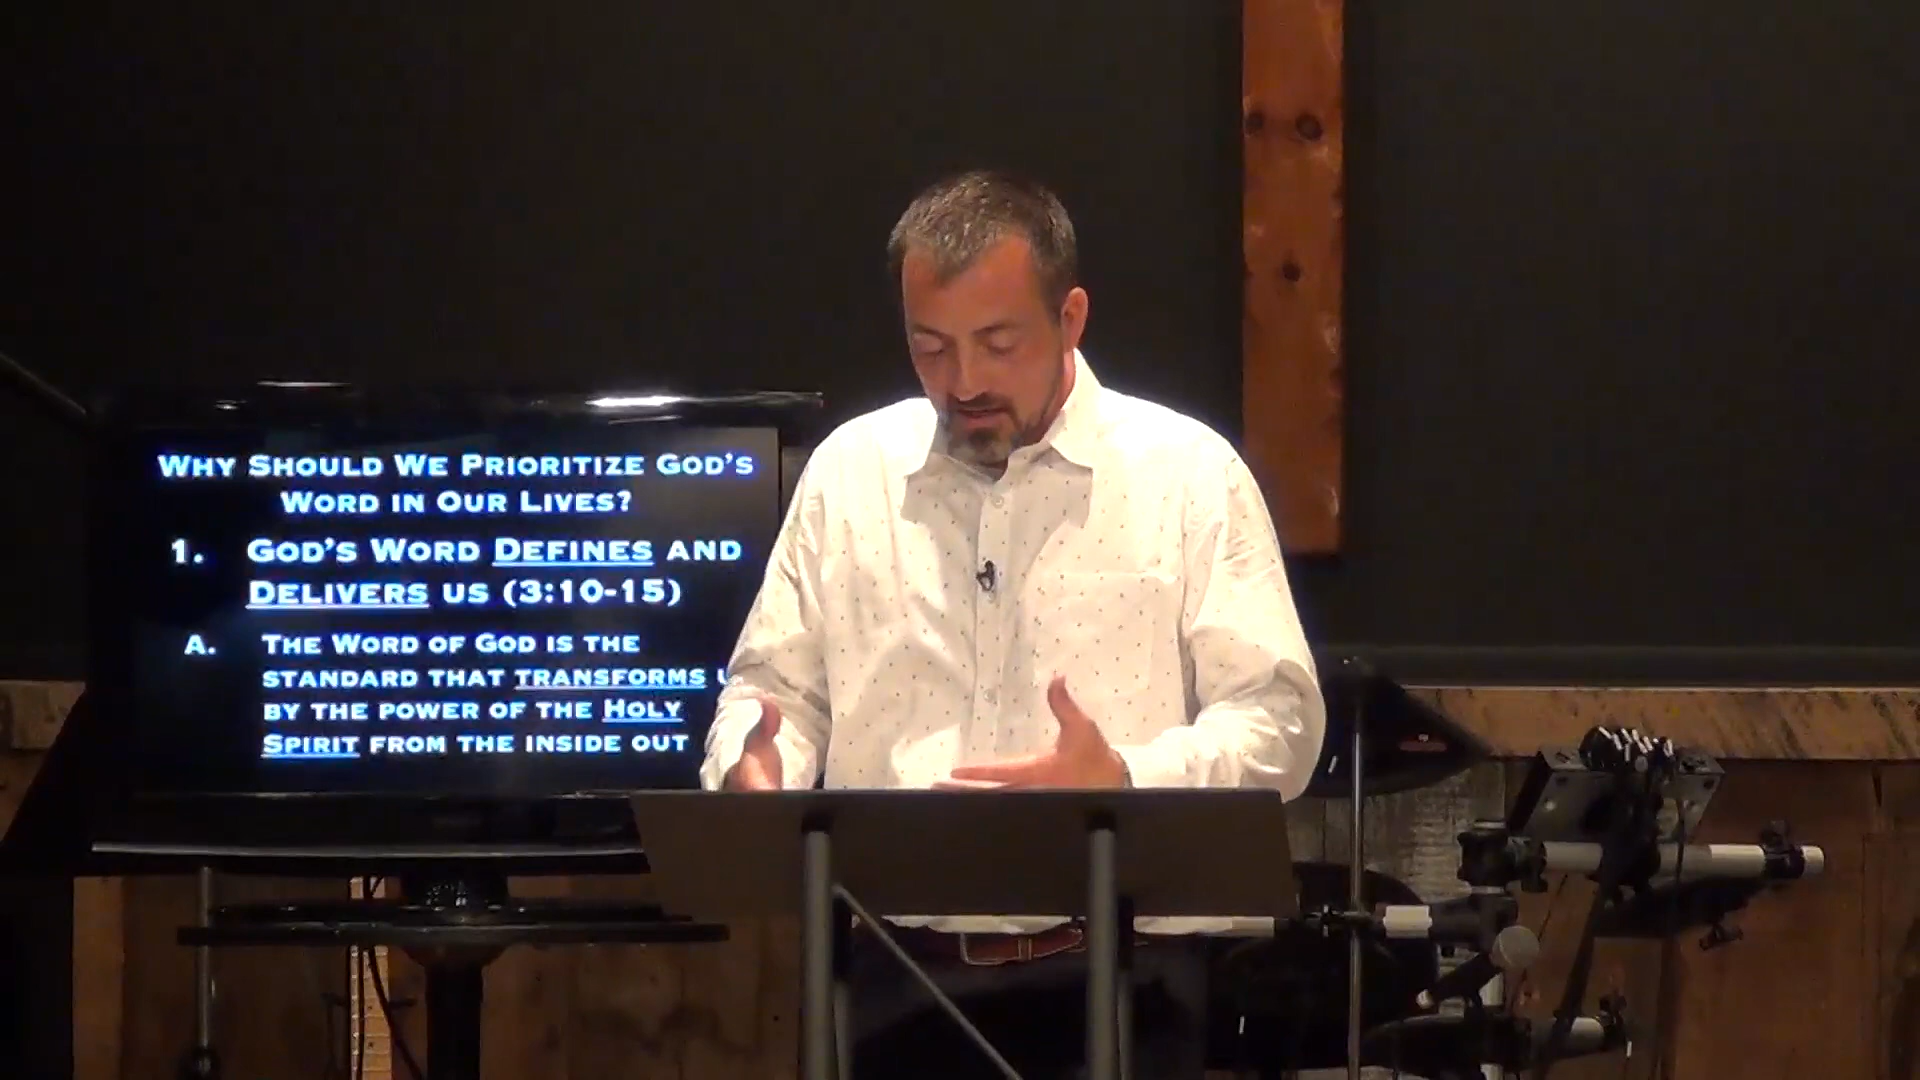 Why Should We Prioritize God's
Word in Our Lives?
1. God's Word Defines and
Delivers us (3:10-15)
A. The Word of God is the
standard that transforms
by the power of the Holy
Spirit from the inside out